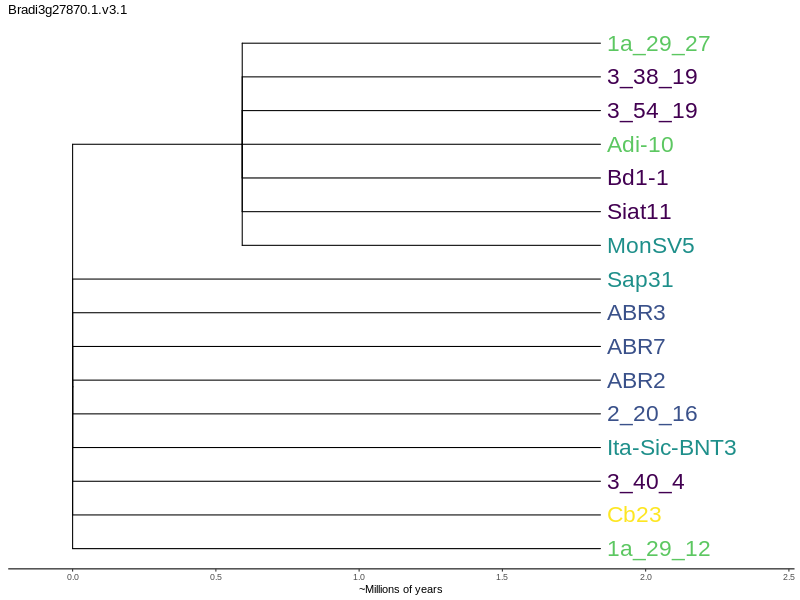 Bradi3g27870.1.v3.1
1a_29_27
3_38_19
3_54_19
Adi-10
Bd1-1
Siat11
MonSV5
Sap31
ABR3
ABR7
ABR2
2_20_16
Ita-Sic-BNT3
3_40_4
Cb23
1a_29_12
0.0 0.5 1.0 1.5 2.0 2.5
~Millions of years